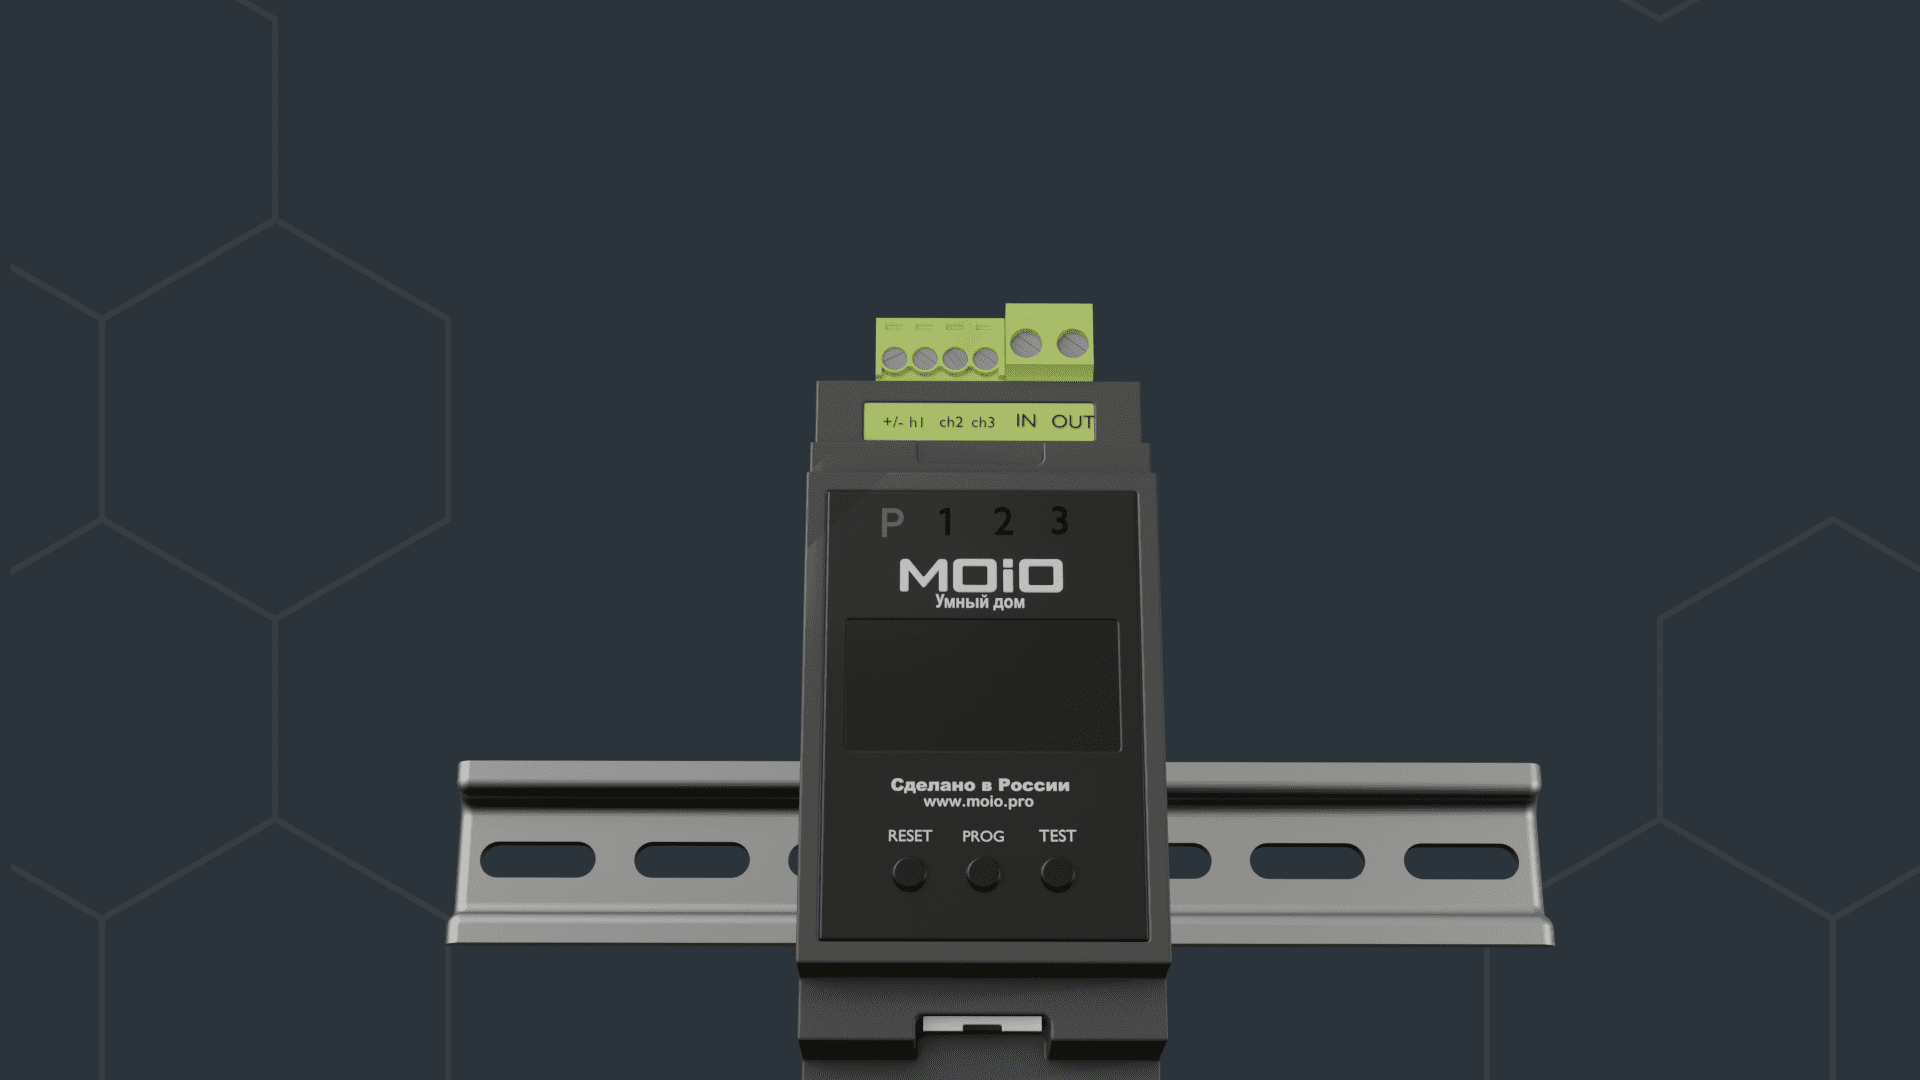 +/- h1 ch2 ch3 IN OUT
P 1 2 3
MOiO
Умный дом
Сделано в России
www.moio.pro
RESET PROG TEST